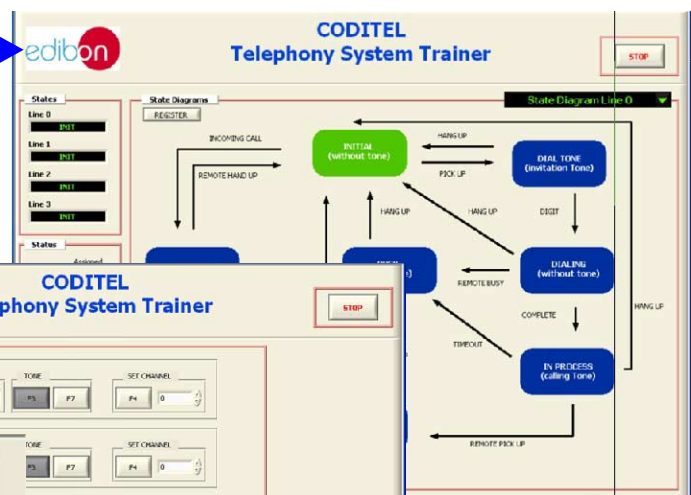 edibon
CODITEL
Telephony System Trainer
STOP
States
Line 0
INIT
Line 1
INIT
Line 2
INIT
Line 3
INIT
Status
Assigned
State Diagrams
REGISTER
State Diagram Line 0
INCOMING CALL
REMOTE HAND UP
INITIAL
(without tone)
HANG UP
PICK UP
DIAL TONE
(invitation Tone)
HANG UP
HANG UP
DIGIT
DIALING
(without tone)
REMOTE BUSY
HANG UP
COMPLETE
TIMEOUT
IN PROCESS
(calling Tone)
REMOTE PICK UP
CODITEL
phony System Trainer
STOP
TONE
F3
F7
SET CHANNEL
F4
0
TONE
F3
F7
SET CHANNEL
F4
0